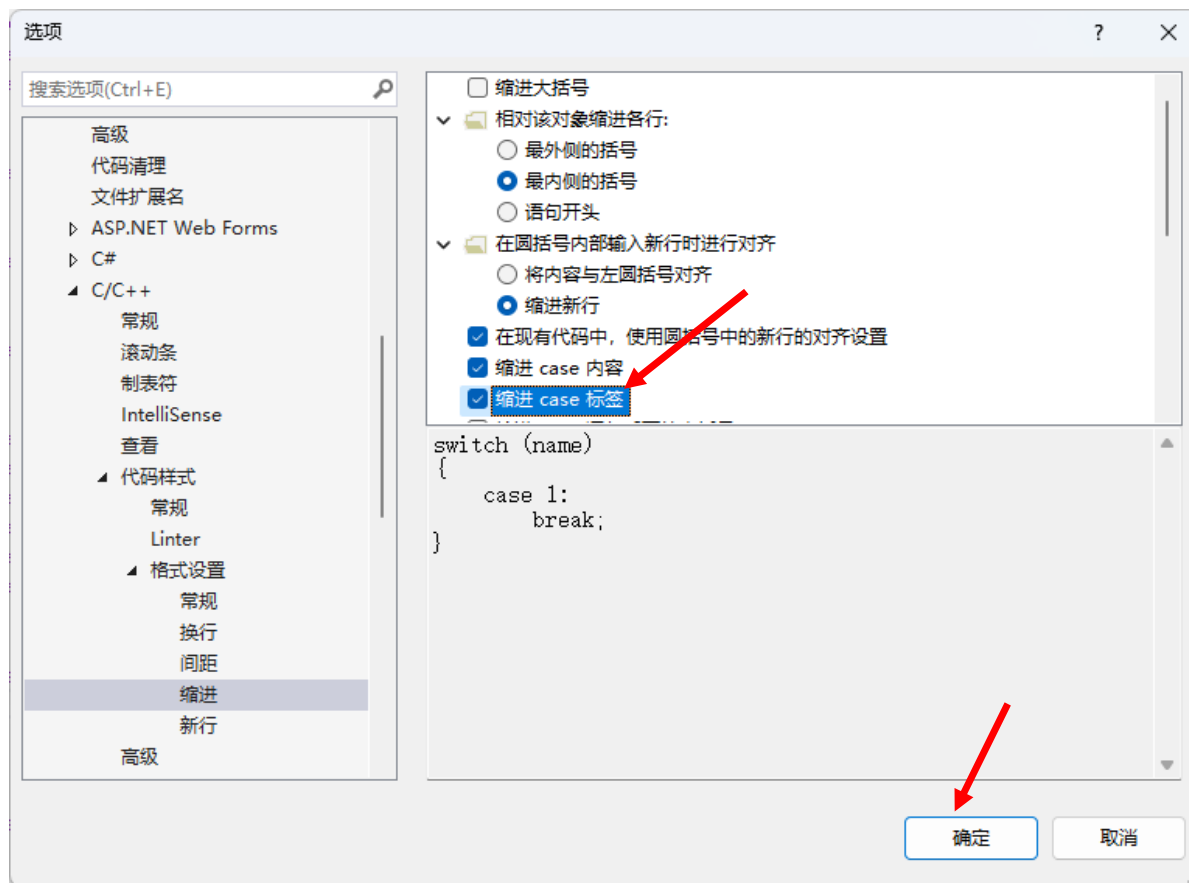 选项
?
搜索选项(Ctrl+E)
高级
代码清理
文件扩展名
ASP.NET Web Forms
C#
C/C++
常规
滚动条
制表符
IntelliSense
查看
代码样式
常规
Linter
格式设置
常规
换行
间距
缩进
新行
高级
缩进大括号
相对该对象缩进各行:
最外侧的括号
最内侧的括号
语句开头
在圆括号内部输入新行时进行对齐
将内容与左圆括号对齐
缩进新行
在现有代码中，使用圆括号中的新行的对齐设置
缩进 case 内容
缩进 case 标签
switch (name)
{
    case 1:
        break;
}
确定
取消